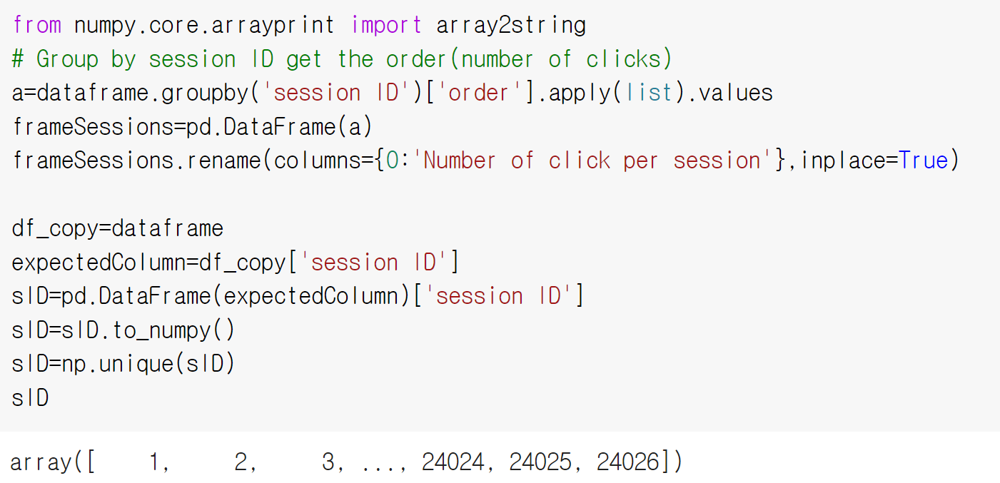 from numpy.core.arrayprint import array2string
# Group by session ID get the order(number of clicks)
a=dataframe.groupby('session ID')['order'].apply(list).values
frameSessions=pd.DataFrame(a)
frameSessions.rename(columns={0:'Number of click per session'},inplace=True)
df_copy=dataframe
expectedColumn=df_copy['session ID']
sID=pd.DataFrame(expectedColumn)['session ID']
sID=sID.to_numpy()
sID=np.unique(sID)
sID
array([    1,     2,     3, ..., 24024, 24025, 24026])